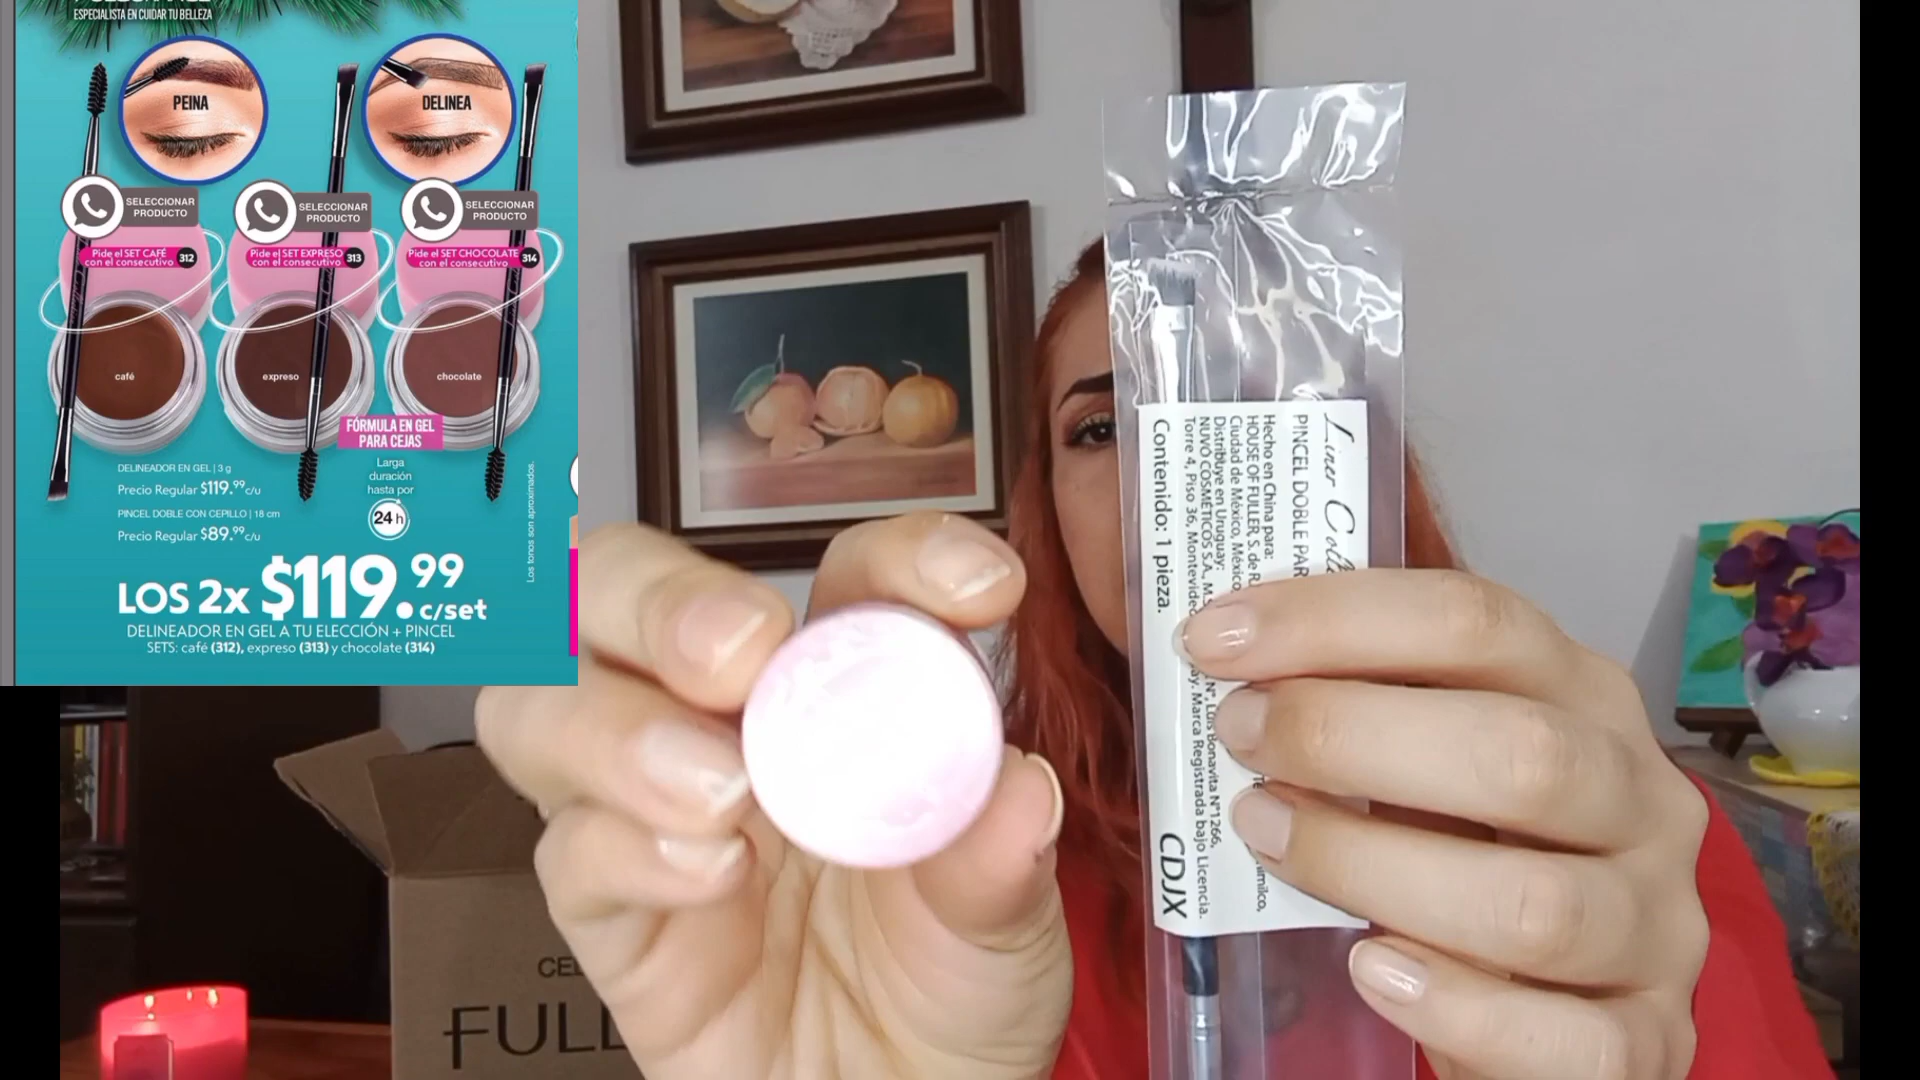 ESPECIALISTA EN CUIDAR TU BELLEZA
PEINA
DELINEA
SELECCIONAR
PRODUCTO
SELECCIONAR
PRODUCTO
SELECCIONAR
PRODUCTO
Pide el SET CAFÉ
con el consecutivo
312
Pide el SET EXPRESO
con el consecutivo
313
Pide el SET CHOCOLATE
con el consecutivo
314
café
expreso
chocolate
FÓRMULA EN GEL
PARA CEJAS
DELINEADOR EN GEL | 3 g
Precio Regular $119.99 c/u
PINCEL DOBLE CON CEPILLO | 18 cm
Precio Regular $89.99 c/u
Larga
duración
hasta por
24 h
Los tonos son aproximados.
LOS 2x $119.99 c/set
DELINEADOR EN GEL A TU ELECCIÓN + PINCEL
SETS: café (312), expreso (313) y chocolate (314)
Liner
PINCEL DOBLE
Hecho en China para:
HOUSE OF FULLER, S. de R.
Ciudad de México, México
Distribuye en Uruguay:
NUVÓ COSMÉTICOS S.A., M.S. N°, Luis Bonavita N°1266,
Torre 4, Piso 36, Montevideo Marca Registrada bajo Licencia.
Contenido: 1 pieza.
CDJX
FULL